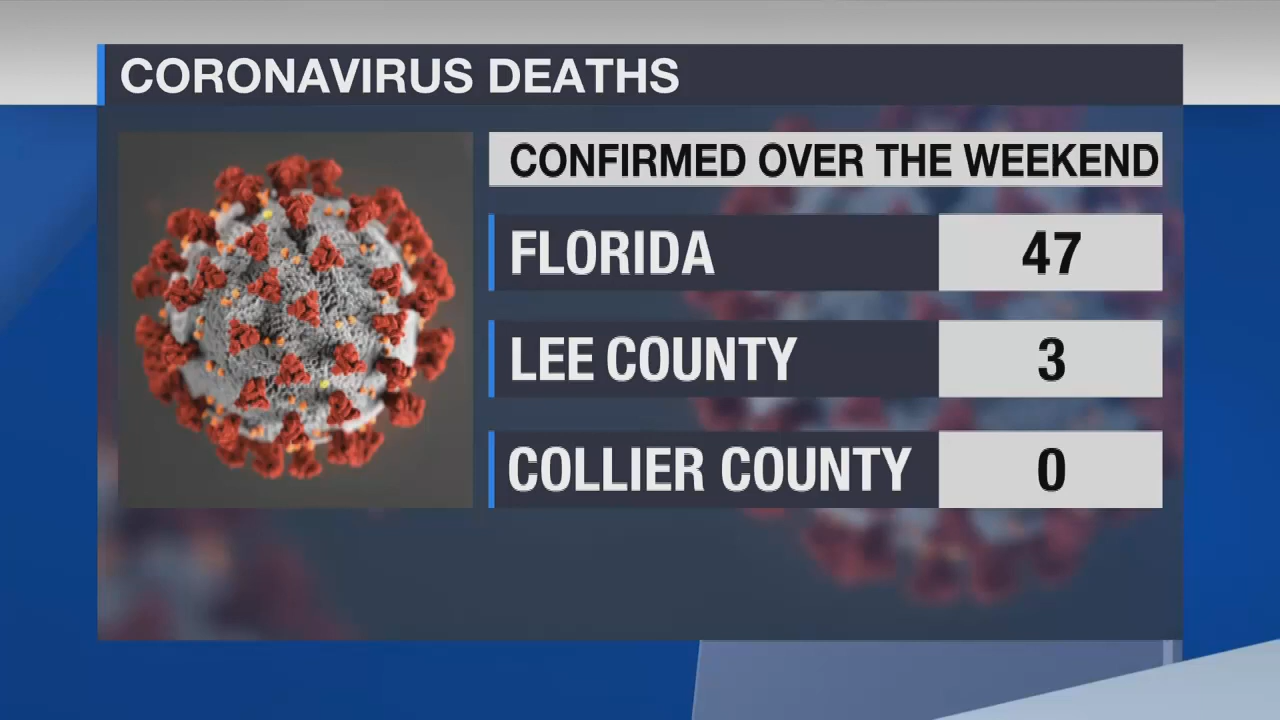 CORONAVIRUS DEATHS
CONFIRMED OVER THE WEEKEND
FLORIDA 47
LEE COUNTY 3
COLLIER COUNTY 0